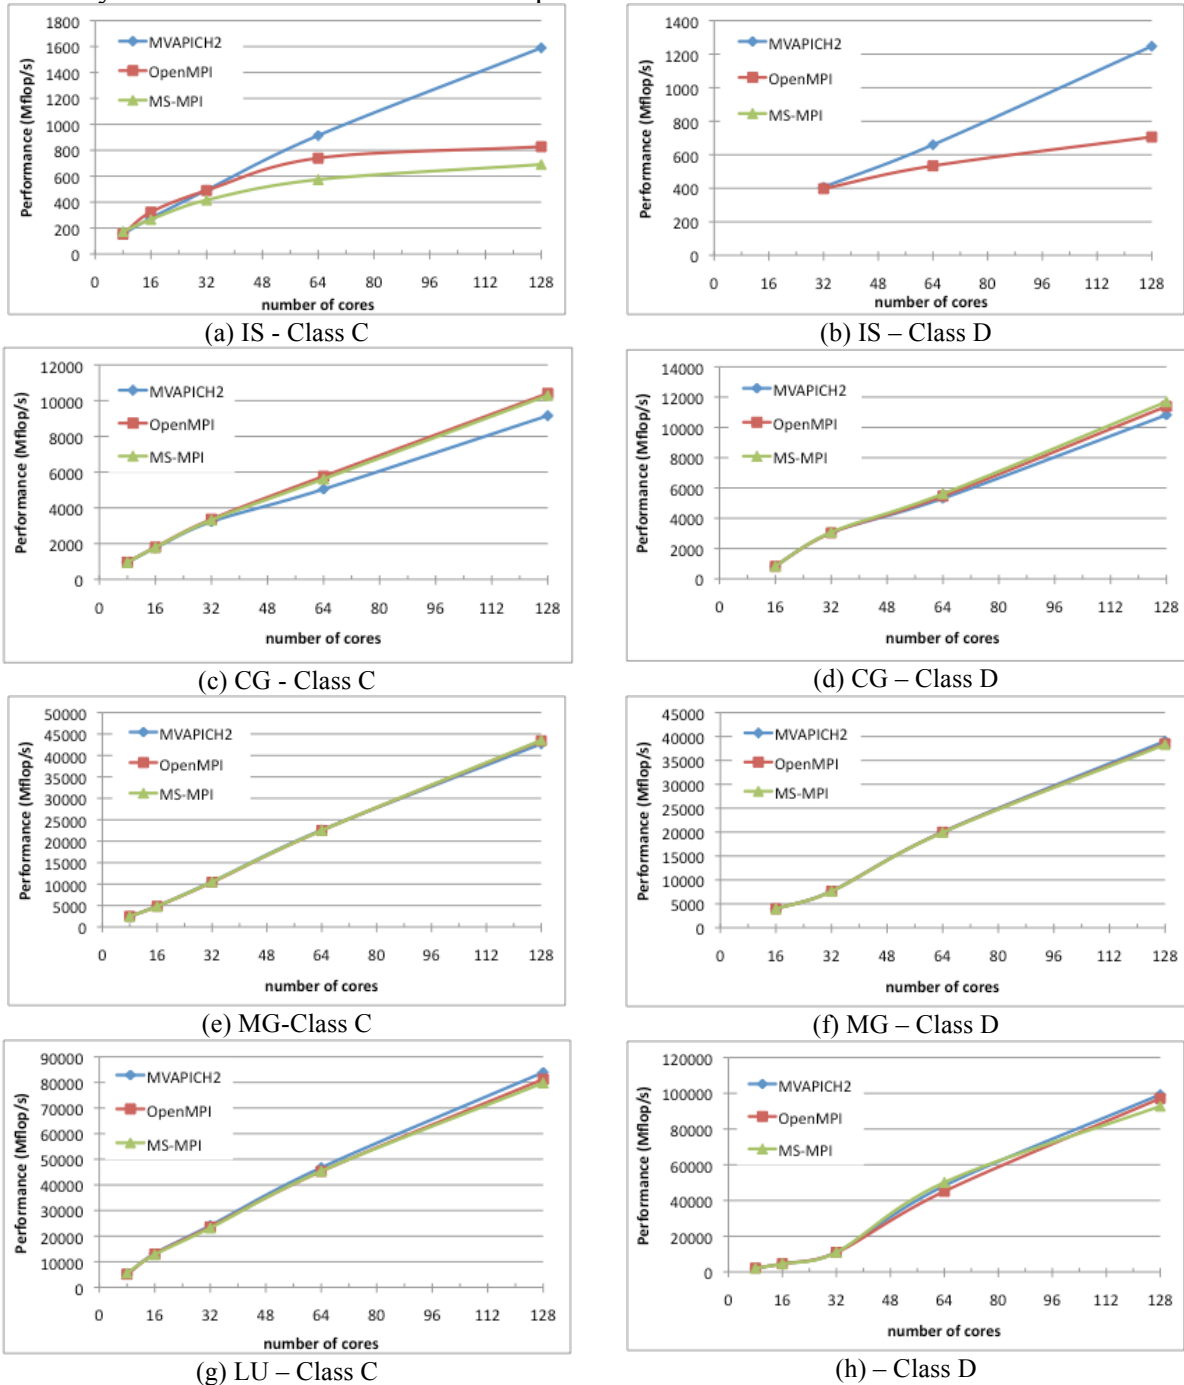 1800
1600
1400
1200
1000
800
600
400
200
0
Performance (Mflop/s)
MVAPICH2
OpenMPI
MS-MPI
0 16 32 48 64 80 96 112 128
number of cores
(a) IS - Class C
1400
1200
1000
800
600
400
200
0
Performance (Mflop/s)
MVAPICH2
OpenMPI
MS-MPI
0 16 32 48 64 80 96 112 128
number of cores
(b) IS – Class D
12000
10000
8000
6000
4000
2000
0
Performance (Mflop/s)
MVAPICH2
OpenMPI
MS-MPI
0 16 32 48 64 80 96 112 128
number of cores
(c) CG - Class C
14000
12000
10000
8000
6000
4000
2000
0
Performance (Mflop/s)
MVAPICH2
OpenMPI
MS-MPI
0 16 32 48 64 80 96 112 128
number of cores
(d) CG – Class D
50000
45000
40000
35000
30000
25000
20000
15000
10000
5000
0
Performance (Mflop/s)
MVAPICH2
OpenMPI
MS-MPI
0 16 32 48 64 80 96 112 128
number of cores
(e) MG-Class C
45000
40000
35000
30000
25000
20000
15000
10000
5000
0
Performance (Mflop/s)
MVAPICH2
OpenMPI
MS-MPI
0 16 32 48 64 80 96 112 128
number of cores
(f) MG – Class D
90000
80000
70000
60000
50000
40000
30000
20000
10000
0
Performance (Mflop/s)
MVAPICH2
OpenMPI
MS-MPI
0 16 32 48 64 80 96 112 128
number of cores
(g) LU – Class C
120000
100000
80000
60000
40000
20000
0
Performance (Mflop/s)
MVAPICH2
OpenMPI
MS-MPI
0 16 32 48 64 80 96 112 128
number of cores
(h) – Class D